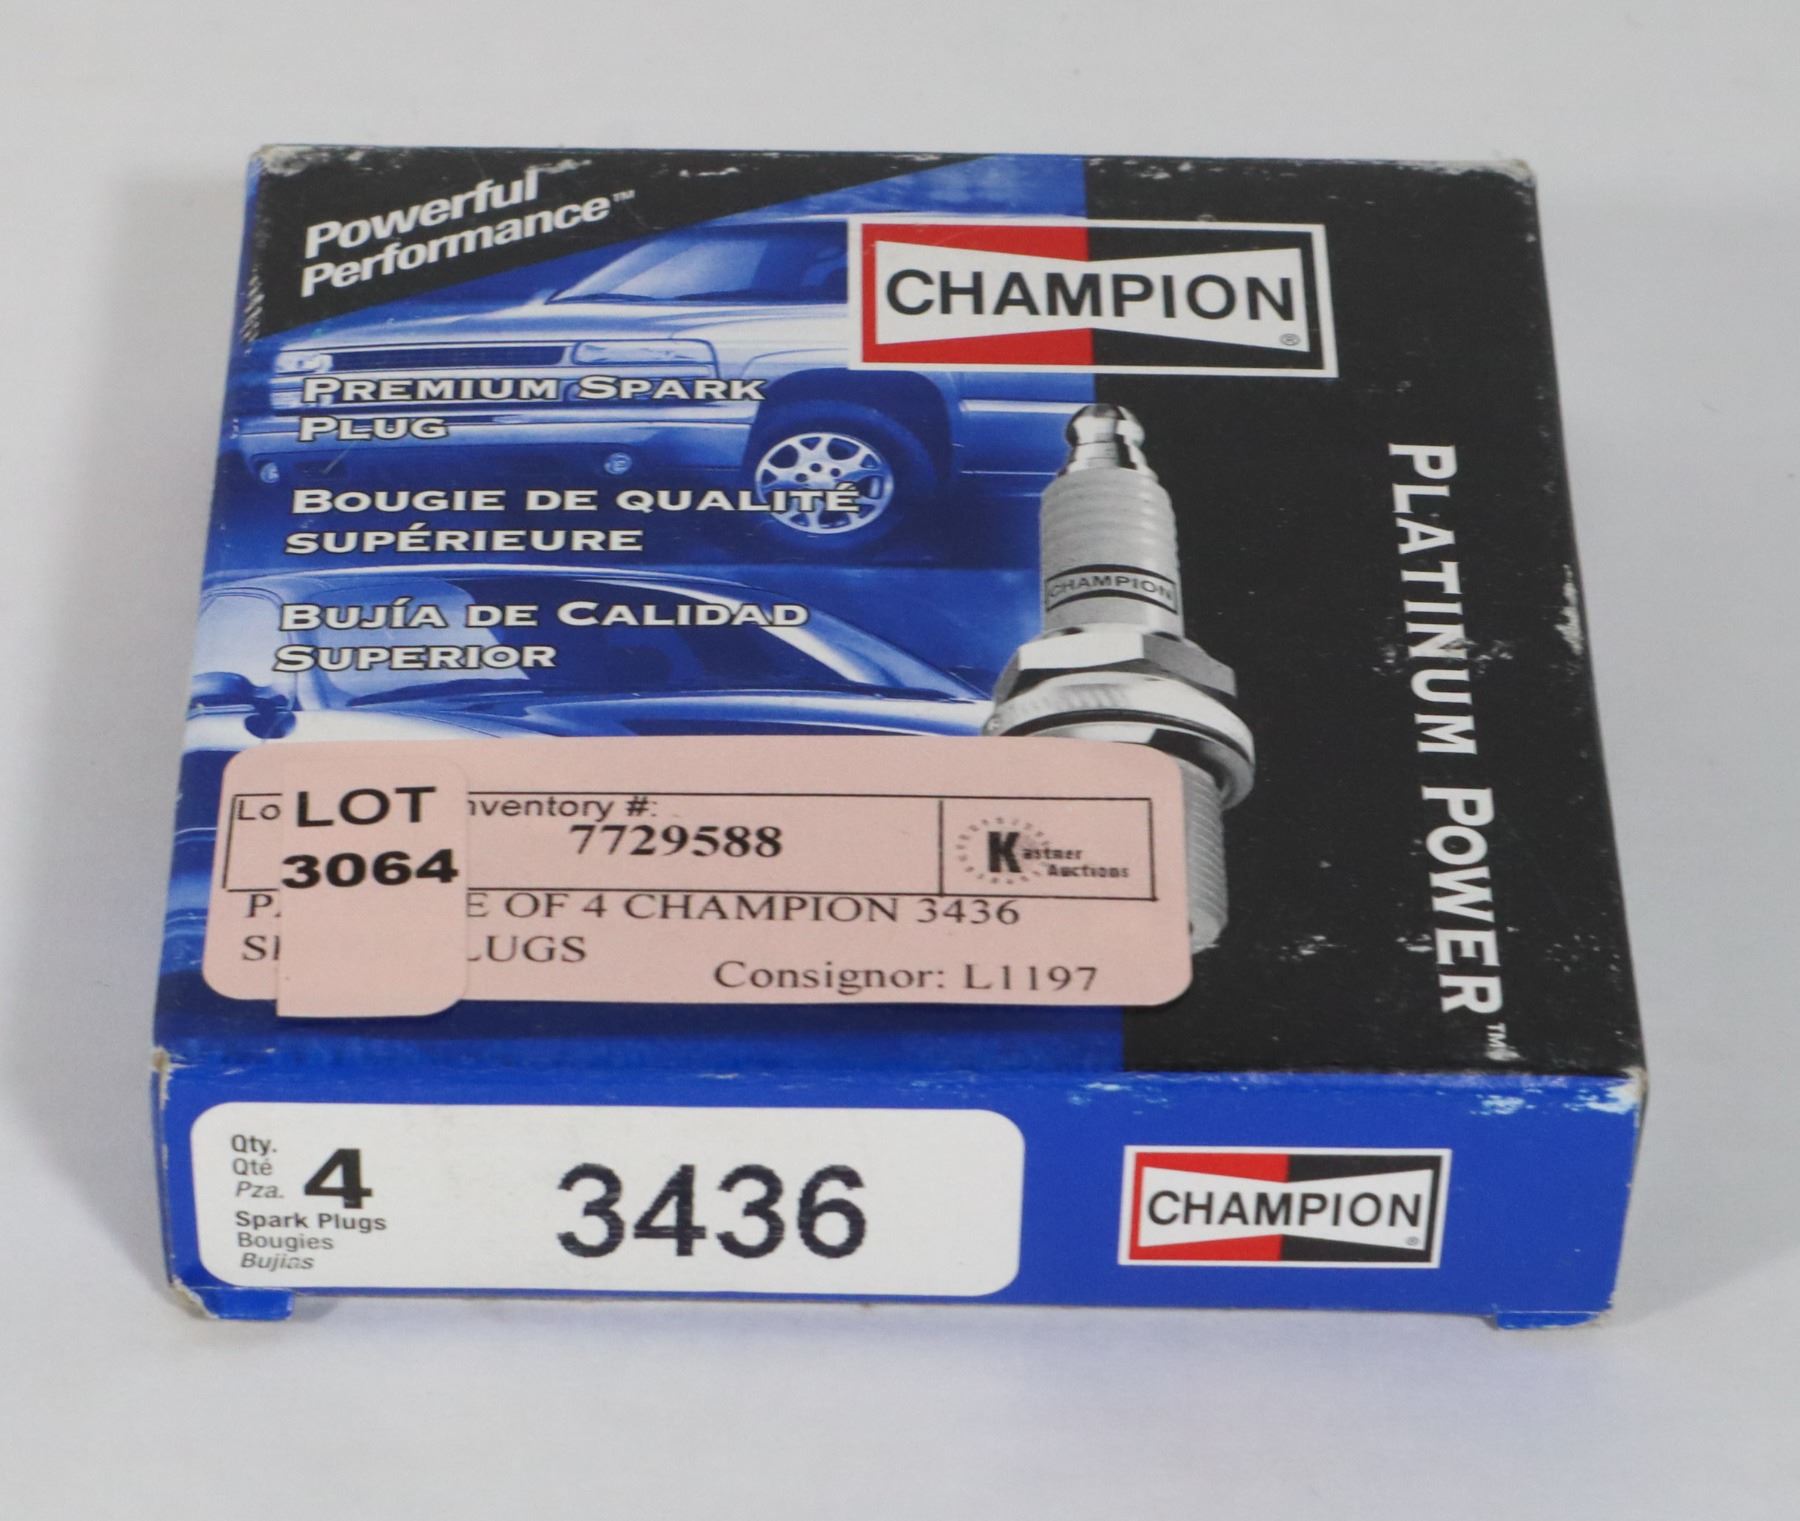 Powerful
Performance™
CHAMPION®
PREMIUM SPARK
PLUG
BOUGIE DE QUALITÉ
SUPÉRIEURE
BUJÍA DE CALIDAD
SUPERIOR
CHAMPION
PLATINUM POWER™
LOT
3064
nventory #:
7729588
Kastner
Auctions
E OF 4 CHAMPION 3436
LUGS
Consignor: L1197
Qty.
Qté
Pza.
4
Spark Plugs
Bougies
Bujias
3436
CHAMPION®